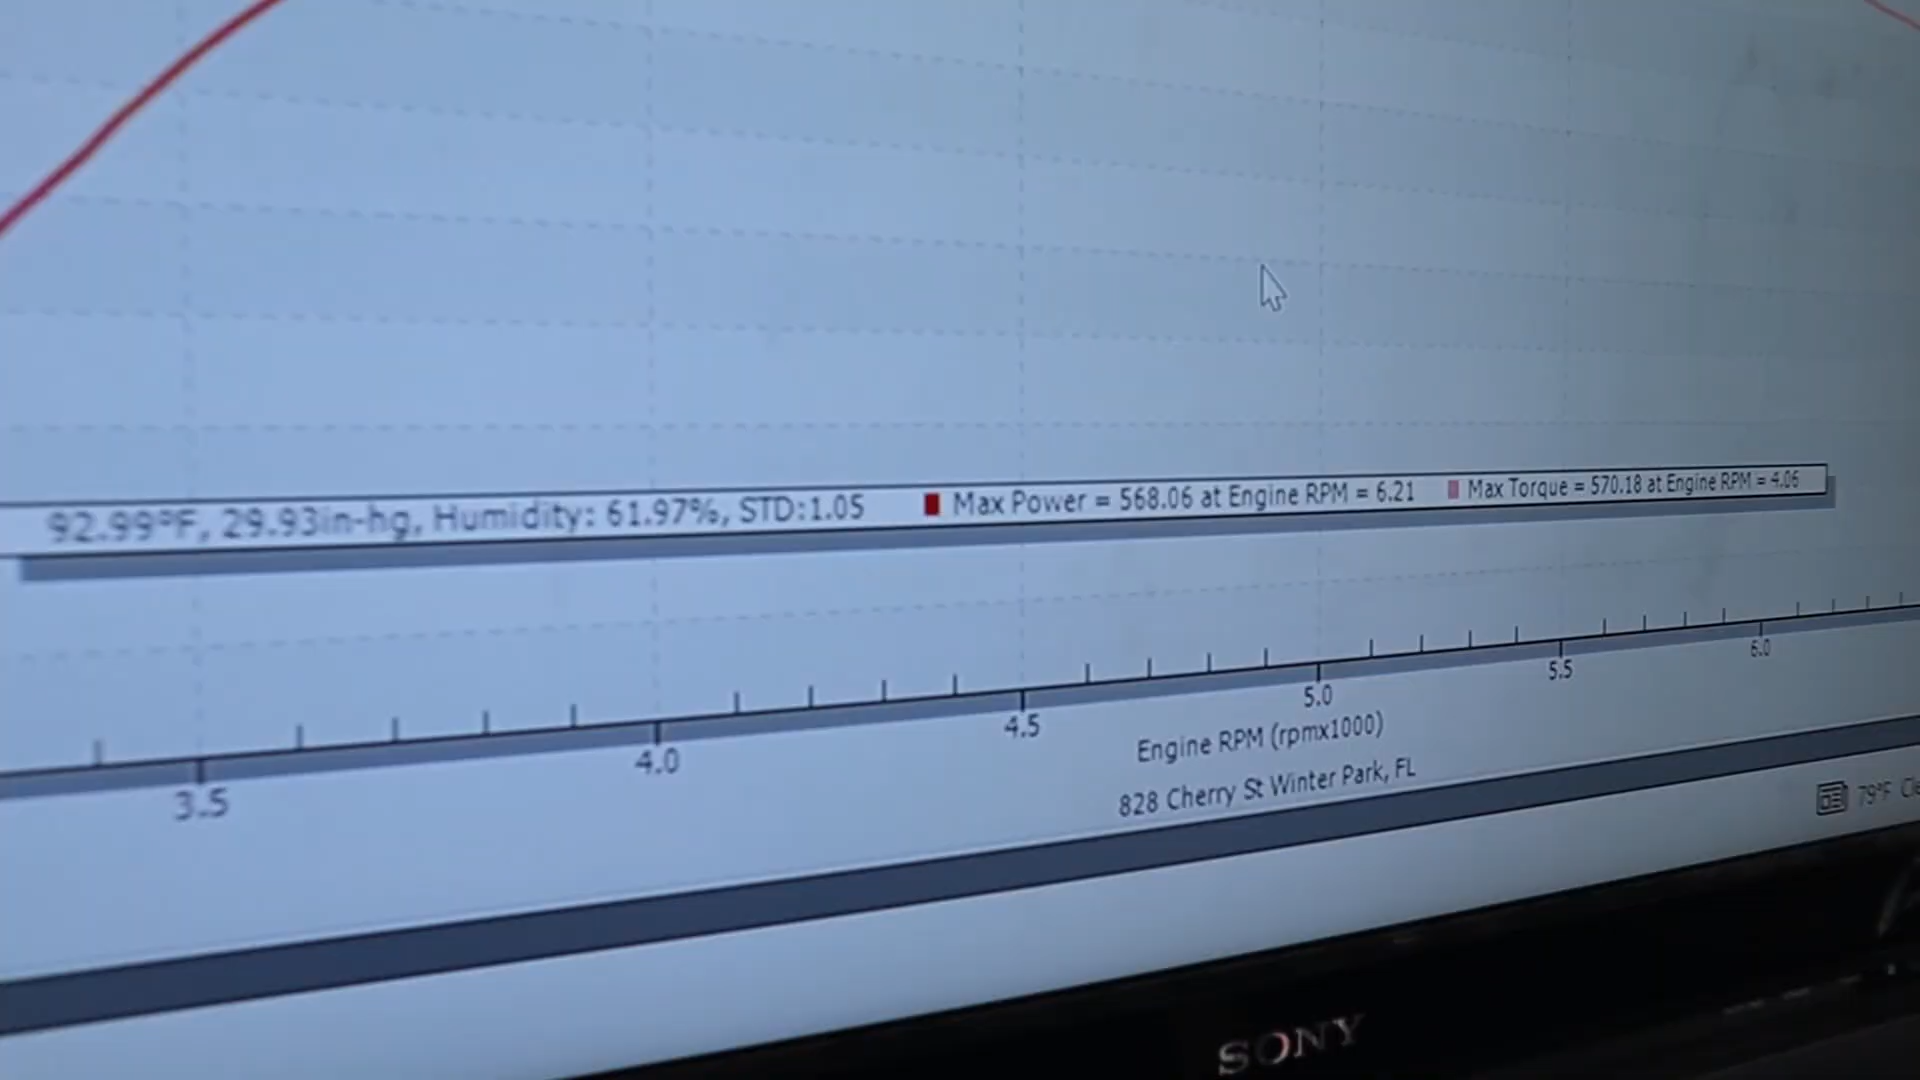 92.99°F, 29.93in-hg, Humidity: 61.97%, STD:1.05 Max Power = 568.06 at Engine RPM = 6.21 Max Torque = 570.18 at Engine RPM = 4.06
3.5 4.0 4.5 5.0 5.5 6.0
Engine RPM (rpmx1000)
828 Cherry St Winter Park, FL
79°F
SONY